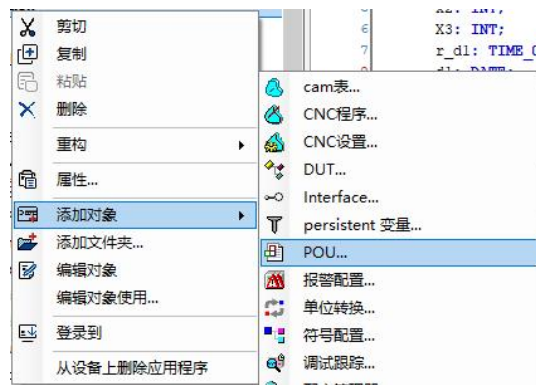 剪切
复制
粘贴
删除
重构
属性...
添加对象
添加文件夹...
编辑对象
编辑对象使用...
登录到
从设备上删除应用程序
6
X3: INT;
7
r_d1: TIME_
cam表...
CNC程序...
CNC设置...
DUT...
Interface...
persistent 变量...
POU...
报警配置...
单位转换...
符号配置...
调试跟踪...